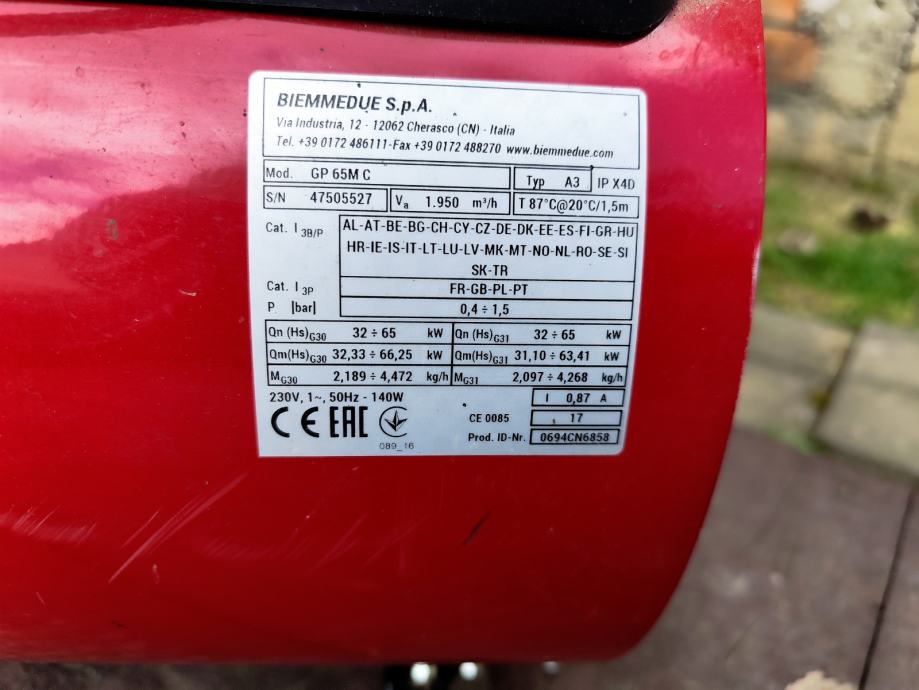 BIEMMEDUE S.p.A.
Via Industria, 12 - 12062 Cherasco (CN) - Italia
Tel. +39 0172 486111-Fax +39 0172 488270 www.biemmedue.com
Mod. GP 65M C Typ A3 IP X4D
S/N 47505527 Va 1.950 m³/h T 87°C@20°C/1,5m
Cat. I 3B/P AL-AT-BE-BG-CH-CY-CZ-DE-DK-EE-ES-FI-GR-HU
HR-IE-IS-IT-LT-LU-LV-MK-MT-NO-NL-RO-SE-SI
SK-TR
Cat. I 3P FR-GB-PL-PT
P |bar| 0,4 ÷ 1,5
Qn (Hs)G30 32 ÷ 65 kW Qn (Hs)G31 32 ÷ 65 kW
Qm(Hs)G30 32,33 ÷ 66,25 kW Qm(Hs)G31 31,10 ÷ 63,41 kW
MG30 2,189 ÷ 4,472 kg/h MG31 2,097 ÷ 4,268 kg/h
230V, 1~, 50Hz - 140W I 0,87 A
CE EAC CE 0085 17
089_16 Prod. ID-Nr. 0694CN6858